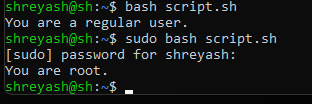 shreyash@sh:~$ bash script.sh
You are a regular user.
shreyash@sh:~$ sudo bash script.sh
[sudo] password for shreyash:
You are root.
shreyash@sh:~$